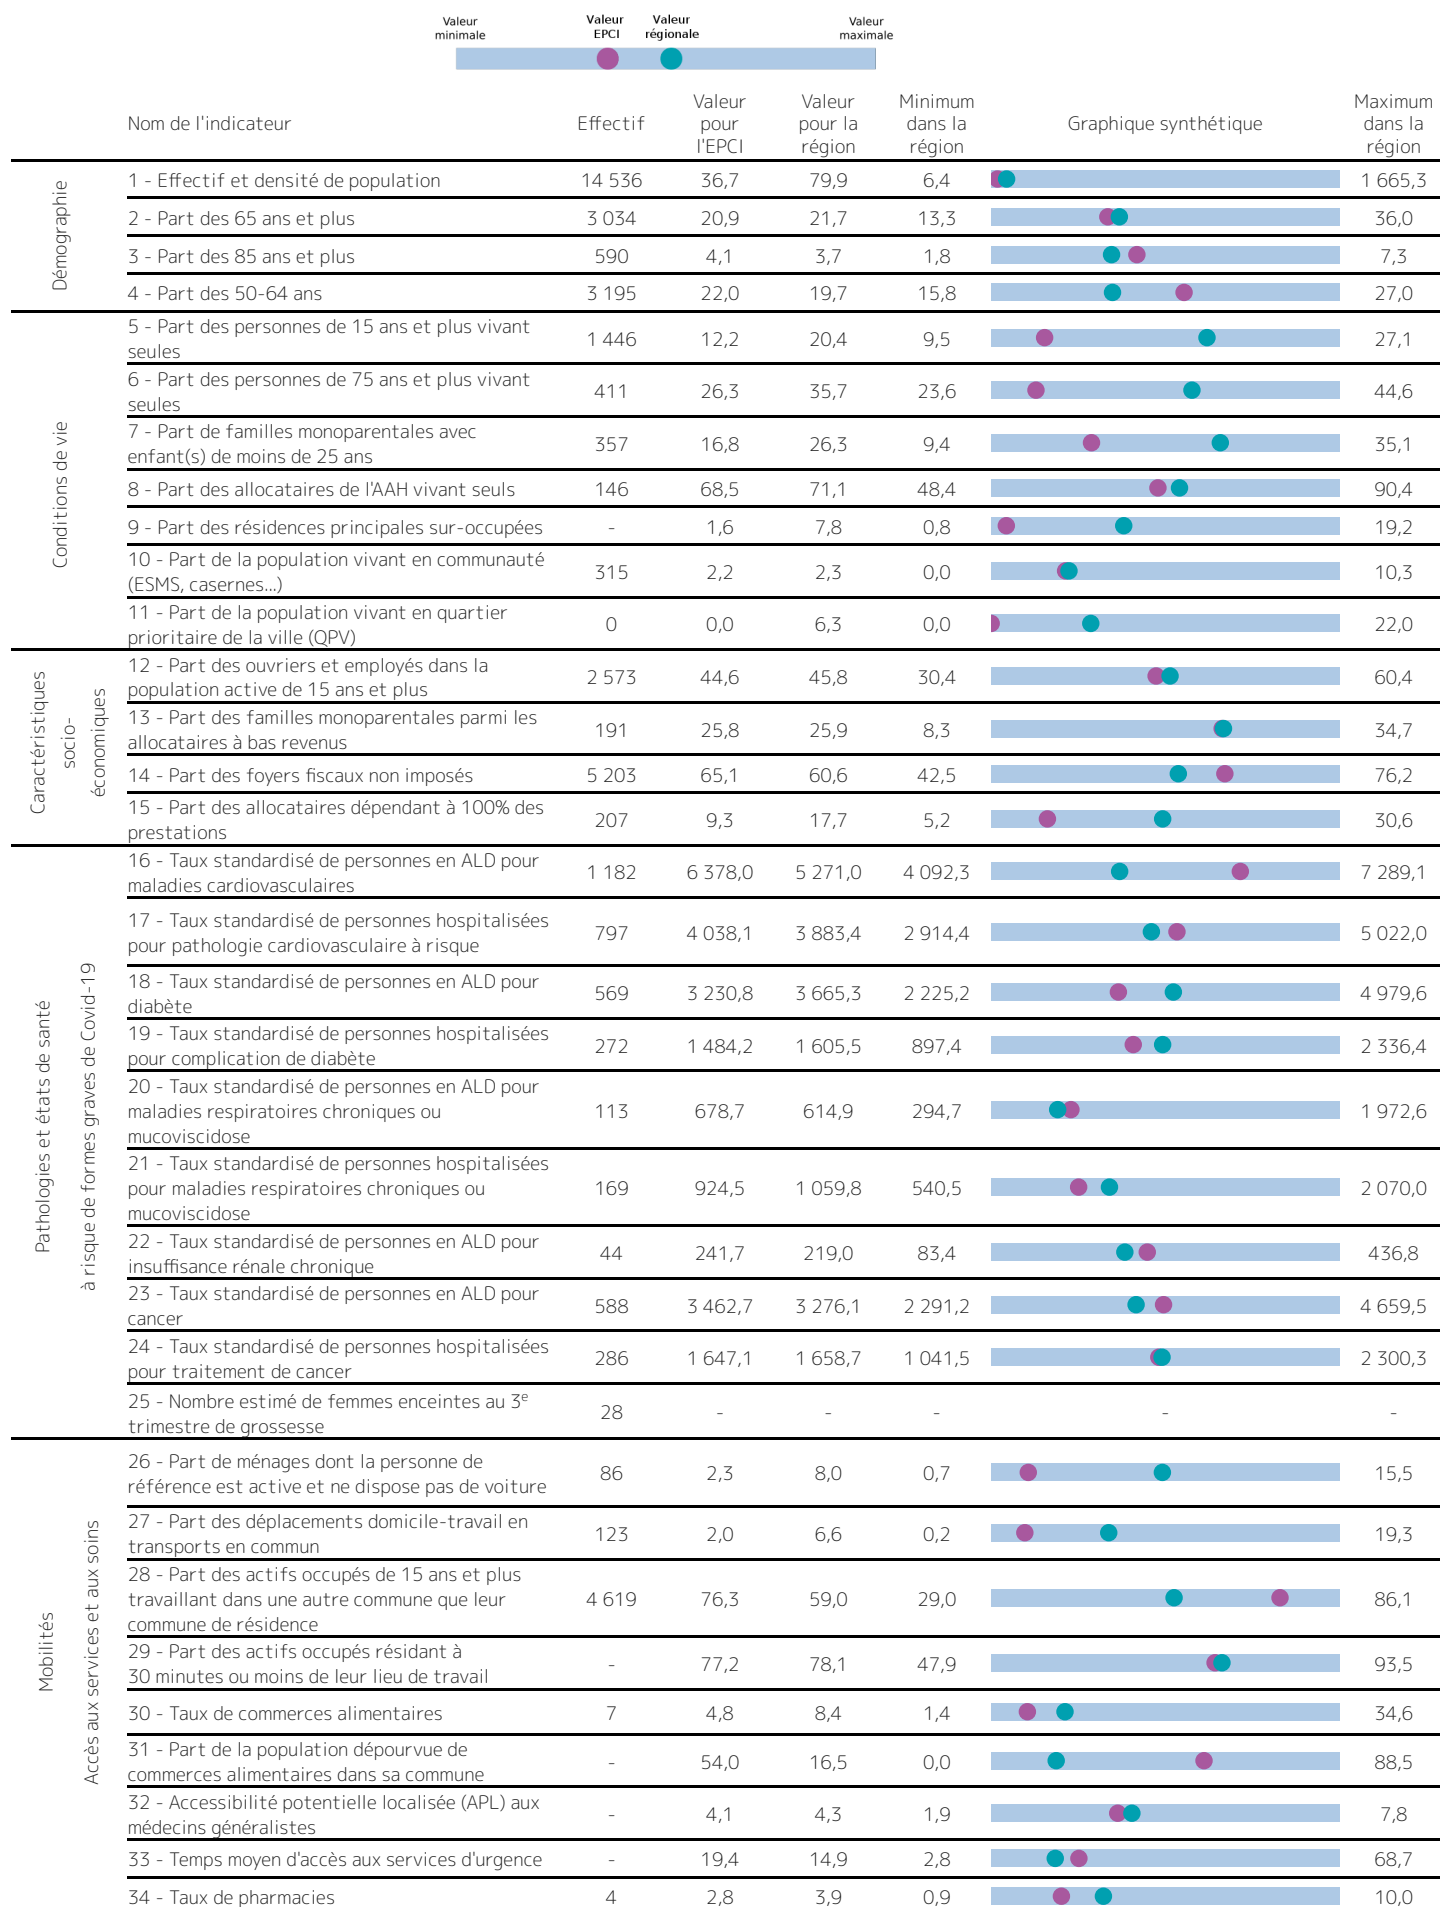 Valeur minimale
Valeur EPCI
Valeur régionale
Valeur maximale
Nom de l'indicateur
Effectif
Valeur pour l'EPCI
Valeur pour la région
Minimum dans la région
Graphique synthétique
Maximum dans la région
Démographie
1 - Effectif et densité de population 14 536 36,7 79,9 6,4 1 665,3
2 - Part des 65 ans et plus 3 034 20,9 21,7 13,3 36,0
3 - Part des 85 ans et plus 590 4,1 3,7 1,8 7,3
4 - Part des 50-64 ans 3 195 22,0 19,7 15,8 27,0
Conditions de vie
5 - Part des personnes de 15 ans et plus vivant
seules 1 446 12,2 20,4 9,5 27,1
6 - Part des personnes de 75 ans et plus vivant
seules 411 26,3 35,7 23,6 44,6
7 - Part de familles monoparentales avec
enfant(s) de moins de 25 ans 357 16,8 26,3 9,4 35,1
8 - Part des allocataires de l'AAH vivant seuls 146 68,5 71,1 48,4 90,4
9 - Part des résidences principales sur-occupées - 1,6 7,8 0,8 19,2
10 - Part de la population vivant en communauté
(ESMS, casernes...) 315 2,2 2,3 0,0 10,3
11 - Part de la population vivant en quartier
prioritaire de la ville (QPV) 0 0,0 6,3 0,0 22,0
Caractéristiques
socio-
économiques
12 - Part des ouvriers et employés dans la
population active de 15 ans et plus 2 573 44,6 45,8 30,4 60,4
13 - Part des familles monoparentales parmi les
allocataires à bas revenus 191 25,8 25,9 8,3 34,7
14 - Part des foyers fiscaux non imposés 5 203 65,1 60,6 42,5 76,2
15 - Part des allocataires dépendant à 100% des
prestations 207 9,3 17,7 5,2 30,6
Pathologies et états de santé
à risque de formes graves de Covid-19
16 - Taux standardisé de personnes en ALD pour
maladies cardiovasculaires 1 182 6 378,0 5 271,0 4 092,3 7 289,1
17 - Taux standardisé de personnes hospitalisées
pour pathologie cardiovasculaire à risque 797 4 038,1 3 883,4 2 914,4 5 022,0
18 - Taux standardisé de personnes en ALD pour
diabète 569 3 230,8 3 665,3 2 225,2 4 979,6
19 - Taux standardisé de personnes hospitalisées
pour complication de diabète 272 1 484,2 1 605,5 897,4 2 336,4
20 - Taux standardisé de personnes en ALD pour
maladies respiratoires chroniques ou
mucoviscidose 113 678,7 614,9 294,7 1 972,6
21 - Taux standardisé de personnes hospitalisées
pour maladies respiratoires chroniques ou
mucoviscidose 169 924,5 1 059,8 540,5 2 070,0
22 - Taux standardisé de personnes en ALD pour
insuffisance rénale chronique 44 241,7 219,0 83,4 436,8
23 - Taux standardisé de personnes en ALD pour
cancer 588 3 462,7 3 276,1 2 291,2 4 659,5
24 - Taux standardisé de personnes hospitalisées
pour traitement de cancer 286 1 647,1 1 658,7 1 041,5 2 300,3
25 - Nombre estimé de femmes enceintes au 3e
trimestre de grossesse 28 - - - - -
Mobilités
Accès aux services et aux soins
26 - Part de ménages dont la personne de
référence est active et ne dispose pas de voiture 86 2,3 8,0 0,7 15,5
27 - Part des déplacements domicile-travail en
transports en commun 123 2,0 6,6 0,2 19,3
28 - Part des actifs occupés de 15 ans et plus
travaillant dans une autre commune que leur
commune de résidence 4 619 76,3 59,0 29,0 86,1
29 - Part des actifs occupés résidant à
30 minutes ou moins de leur lieu de travail - 77,2 78,1 47,9 93,5
30 - Taux de commerces alimentaires 7 4,8 8,4 1,4 34,6
31 - Part de la population dépourvue de
commerces alimentaires dans sa commune - 54,0 16,5 0,0 88,5
32 - Accessibilité potentielle localisée (APL) aux
médecins généralistes - 4,1 4,3 1,9 7,8
33 - Temps moyen d'accès aux services d'urgence - 19,4 14,9 2,8 68,7
34 - Taux de pharmacies 4 2,8 3,9 0,9 10,0